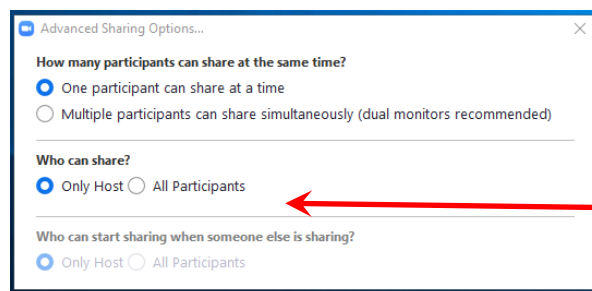 Advanced Sharing Options...
How many participants can share at the same time?
One participant can share at a time
Multiple participants can share simultaneously (dual monitors recommended)
Who can share?
Only Host All Participants
Who can start sharing when someone else is sharing?
Only Host All Participants